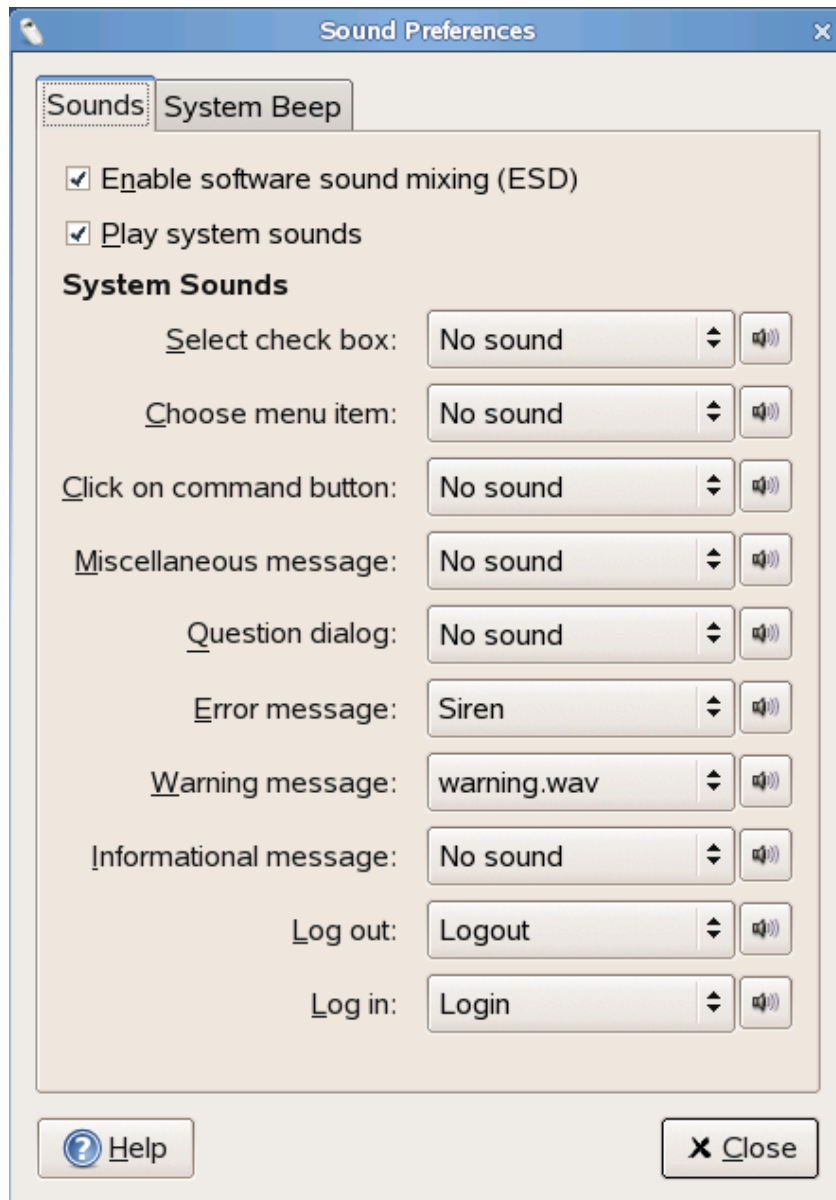 Sound Preferences
Sounds
System Beep
Enable software sound mixing (ESD)
Play system sounds
System Sounds
Select check box: No sound
Choose menu item: No sound
Click on command button: No sound
Miscellaneous message: No sound
Question dialog: No sound
Error message: Siren
Warning message: warning.wav
Informational message: No sound
Log out: Logout
Log in: Login
Help
Close